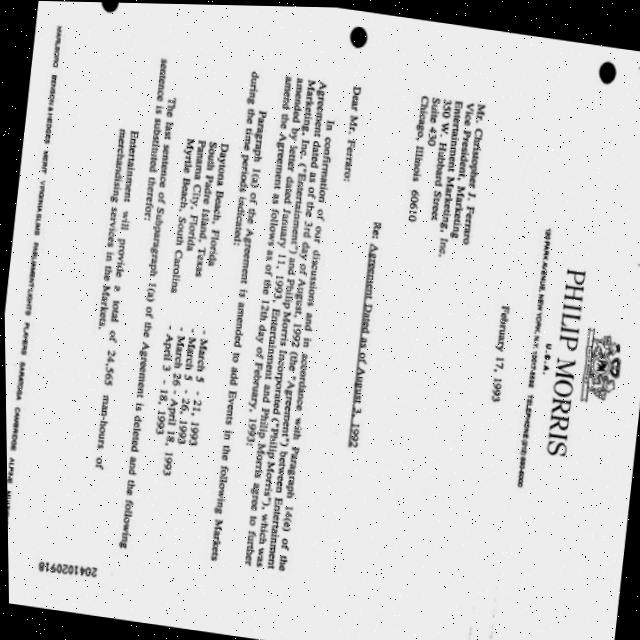 PHILIP MORRIS
U.S.A.
120 PARK AVENUE, NEW YORK, N.Y. TELEPHONE
February 17, 1993
Mr. Christopher J. Ferraro
Vice President, Marketing
Entertainment Marketing, Inc.
350 W. Hubbard Street
Suite 450
Chicago, Illinois 60610
Re: Agreement Dated as of August 3, 1992
Dear Mr. Ferraro:
In confirmation of our discussions and in accordance with Paragraph 14(e) of the
Agreement dated as of the 3rd day of August, 1992 (the "Agreement") between Entertainment
Marketing, Inc. ("Entertainment") and Philip Morris Incorporated ("Philip Morris"), which was
amended by letter dated January 11, 1993, Entertainment and Philip Morris agree to further
amend the Agreement as follows as of the 12th day of February, 1993:
Paragraph 1(a) of the Agreement is amended to add Events in the following Markets
during the time periods indicated:
Daytona Beach, Florida - March 5 - 21, 1993
South Padre Island, Texas - March 5 - 26, 1993
Panama City, Florida - March 26 - April 18, 1993
Myrtle Beach, South Carolina - April 3 - 18, 1993
The last sentence of Subparagraph 1(a) of the Agreement is deleted and the following
sentence is substituted therefor:
Entertainment will provide a total of 24,565 man-hours of
merchandising services in the Markets.
MARLBORO BENSON & HEDGES MERIT VIRGINIA SLIMS PARLIAMENT LIGHTS PLAYERS SARATOGA CAMBRIDGE ALPINE
2041020918